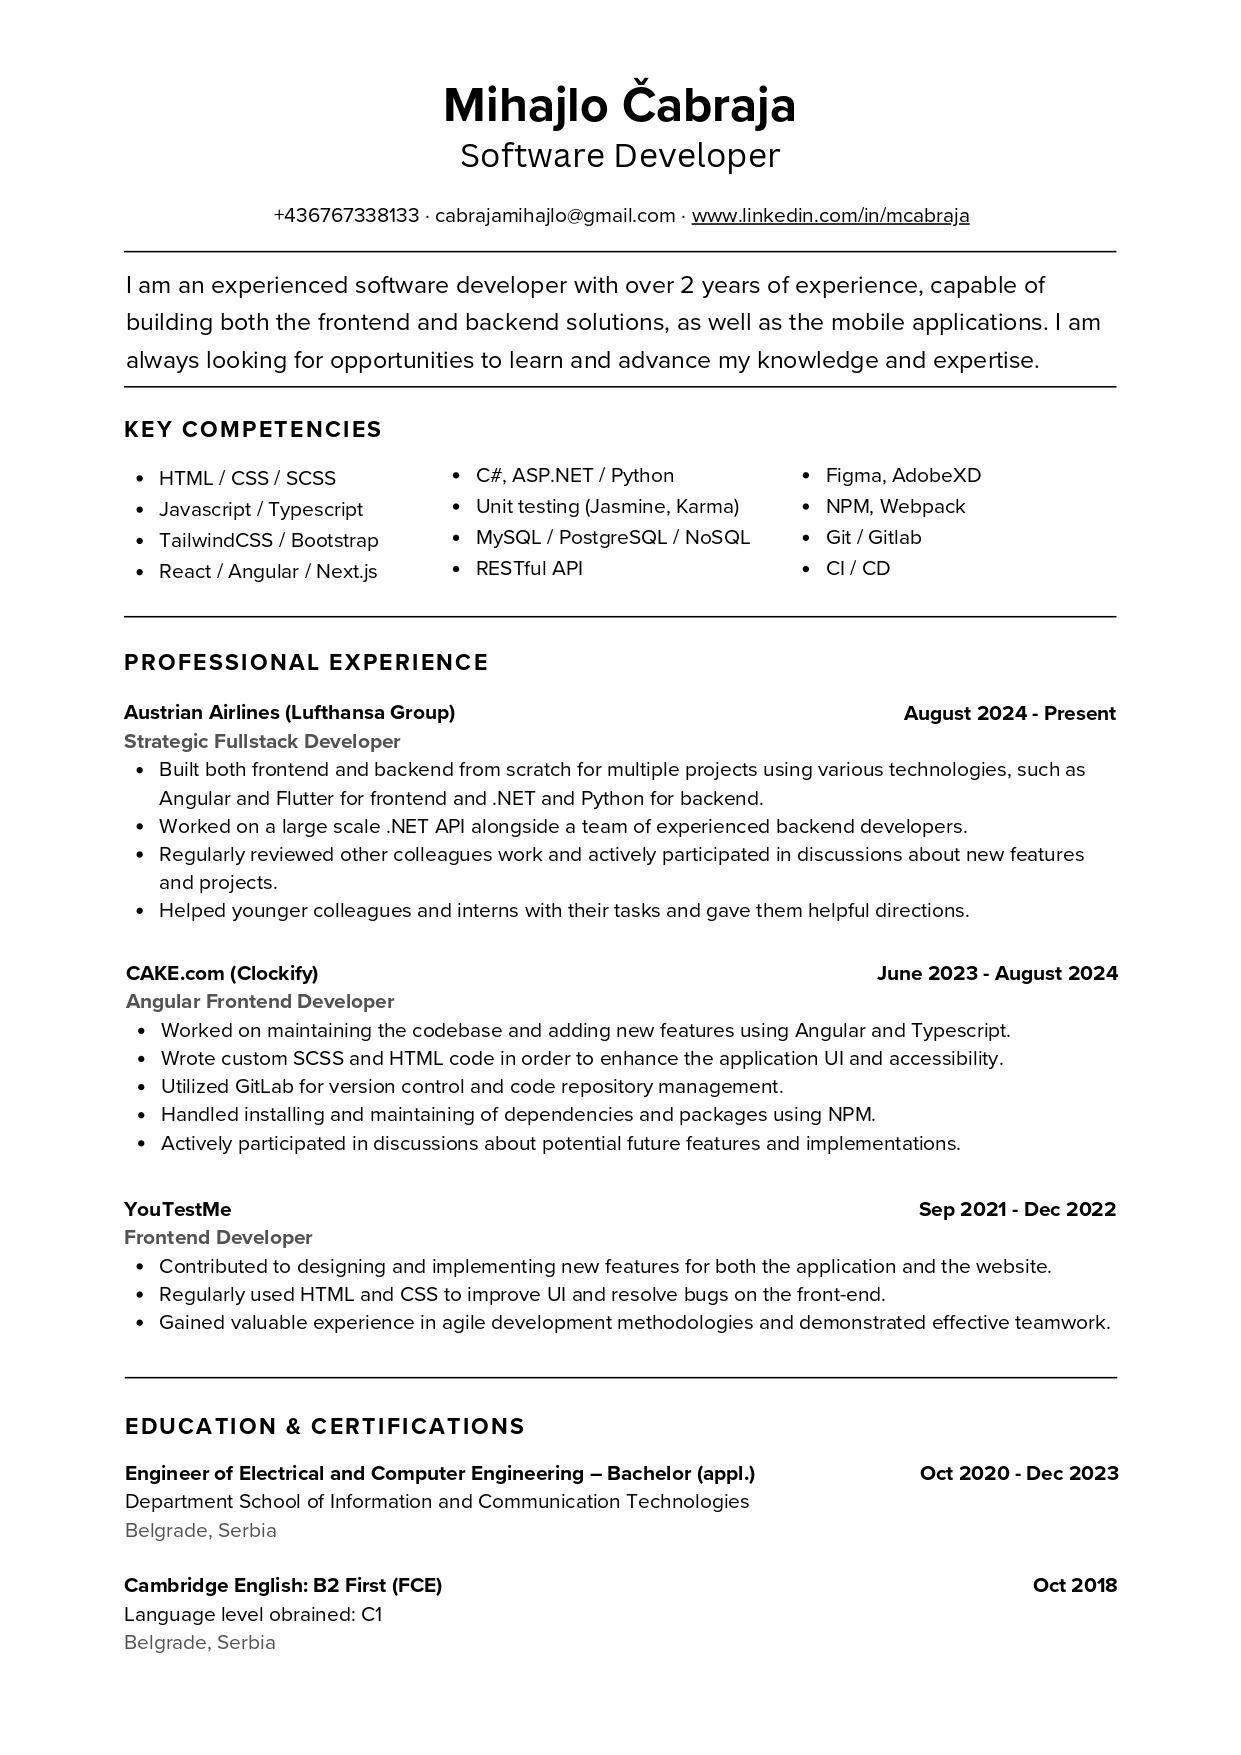 Mihajlo Čabraja
Software Developer
+436767338133 · cabrajamihajlo@gmail.com · www.linkedin.com/in/mcabraja
I am an experienced software developer with over 2 years of experience, capable of
building both the frontend and backend solutions, as well as the mobile applications. I am
always looking for opportunities to learn and advance my knowledge and expertise.
KEY COMPETENCIES
• HTML / CSS / SCSS
• Javascript / Typescript
• TailwindCSS / Bootstrap
• React / Angular / Next.js
• C#, ASP.NET / Python
• Unit testing (Jasmine, Karma)
• MySQL / PostgreSQL / NoSQL
• RESTful API
• Figma, AdobeXD
• NPM, Webpack
• Git / Gitlab
• CI / CD
PROFESSIONAL EXPERIENCE
Austrian Airlines (Lufthansa Group) August 2024 - Present
Strategic Fullstack Developer
• Built both frontend and backend from scratch for multiple projects using various technologies, such as
Angular and Flutter for frontend and .NET and Python for backend.
• Worked on a large scale .NET API alongside a team of experienced backend developers.
• Regularly reviewed other colleagues work and actively participated in discussions about new features
and projects.
• Helped younger colleagues and interns with their tasks and gave them helpful directions.
CAKE.com (Clockify) June 2023 - August 2024
Angular Frontend Developer
• Worked on maintaining the codebase and adding new features using Angular and Typescript.
• Wrote custom SCSS and HTML code in order to enhance the application UI and accessibility.
• Utilized GitLab for version control and code repository management.
• Handled installing and maintaining of dependencies and packages using NPM.
• Actively participated in discussions about potential future features and implementations.
YouTestMe Sep 2021 - Dec 2022
Frontend Developer
• Contributed to designing and implementing new features for both the application and the website.
• Regularly used HTML and CSS to improve UI and resolve bugs on the front-end.
• Gained valuable experience in agile development methodologies and demonstrated effective teamwork.
EDUCATION & CERTIFICATIONS
Engineer of Electrical and Computer Engineering – Bachelor (appl.) Oct 2020 - Dec 2023
Department School of Information and Communication Technologies
Belgrade, Serbia
Cambridge English: B2 First (FCE) Oct 2018
Language level obrained: C1
Belgrade, Serbia